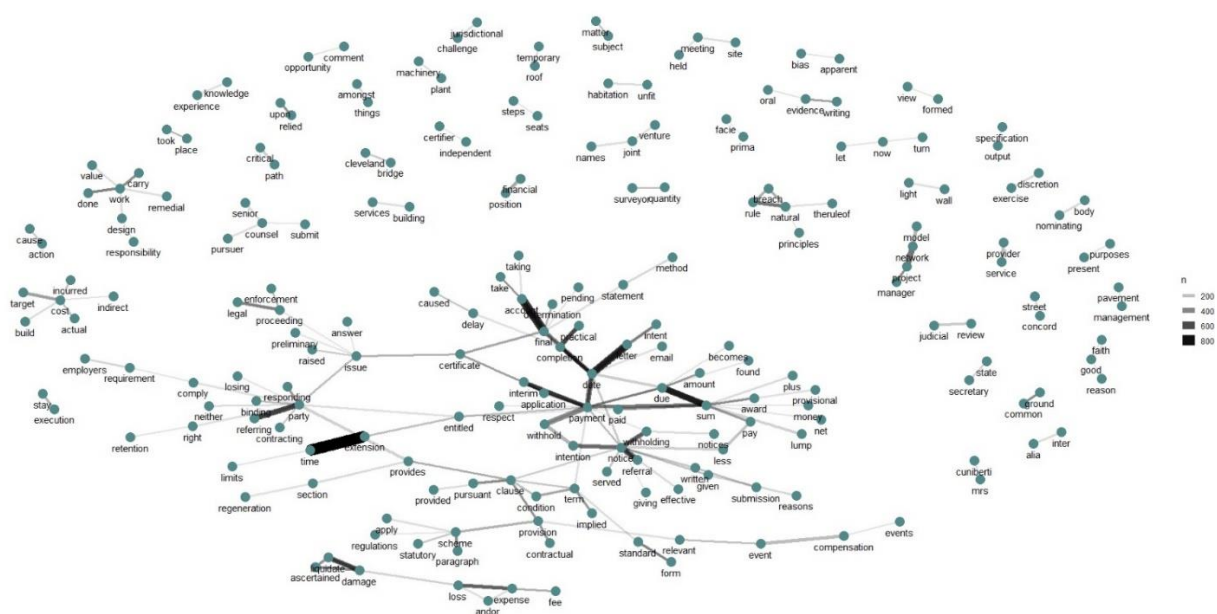 jurisdictional
challenge
matter
subject
comment
opportunity
temporary
roof
meeting
held
site
bias
apparent
machinery
plant
knowledge
experience
amongst
things
habitation
unfit
oral
evidence
writing
view
formed
upon
relied
steps
seats
took
place
certifier
independent
venture
names
joint
facie
prima
let
now
turn
specification
output
critical
path
cleveland
bridge
value
carry
done
work
remedial
design
responsibility
financial
position
surveyor
quantity
breach
rule
natural
theruleof
principles
light
wall
discretion
exercise
body
nominating
services
building
senior
counsel
pursuer
submit
cause
action
model
network
project
manager
provider
service
purposes
present
incurred
target
cost
indirect
build
actual
taking
take
account
method
statement
pending
determination
caused
delay
final
practical
completion
enforcement
legal
proceeding
preliminary
raised
answer
issue
certificate
letter
intent
email
date
becomes
found
street
concord
pavement
management
judicial
review
n
200
400
600
800
employers
requirement
comply
losing
responding
neither
binding
party
referring
right
contracting
retention
interim
application
respect
entitled
payment
paid
amount
due
sum
plus
award
provisional
money
net
pay
lump
state
secretary
faith
good
reason
stay
execution
ground
common
extension
time
withhold
withholding
notices
less
intention
notice
referral
inter
alia
limits
provides
section
regeneration
served
giving
effective
written
given
submission
reasons
cuniberti
mrs
provided
pursuant
clause
condition
term
implied
provision
contractual
apply
regulations
scheme
statutory
paragraph
standard
form
relevant
event
compensation
events
liquidate
ascertained
damage
loss
expense
andor
fee